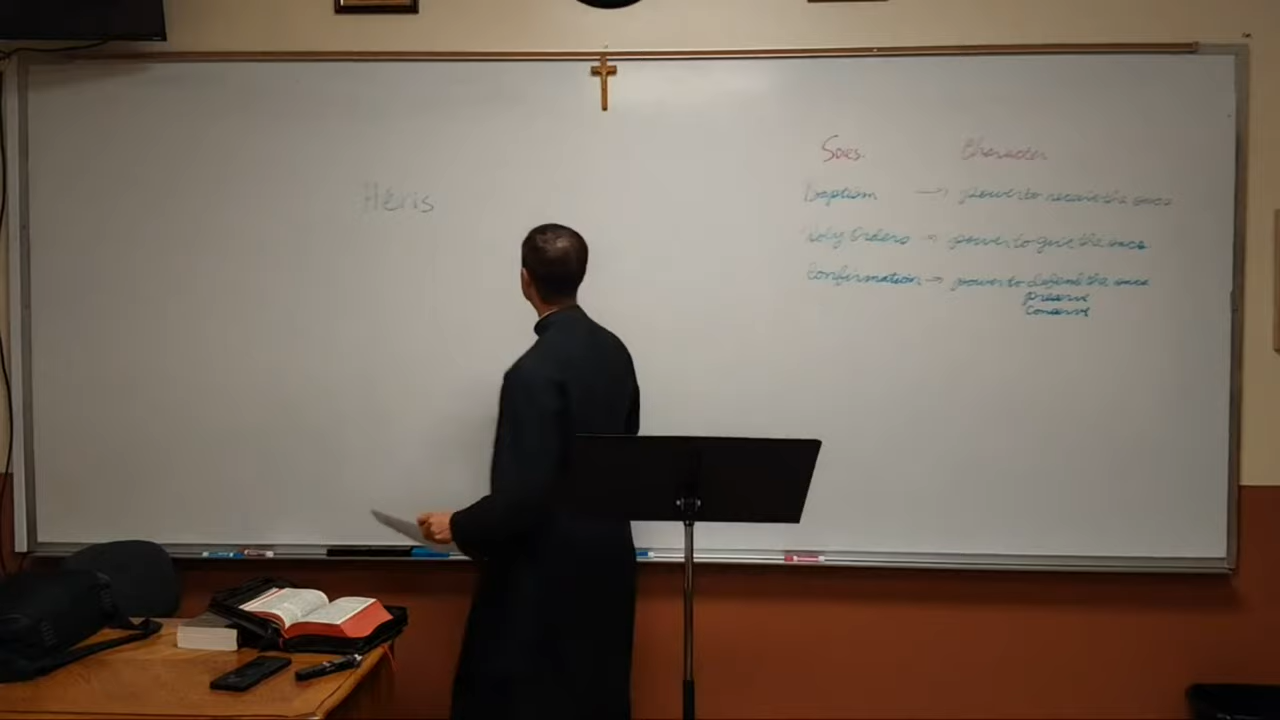 Héris
Sacs. Character
Baptism → power to receive the sacs
Holy Orders → power to give the sacs
Confirmation → power to defend the sacs
preserve
conserve